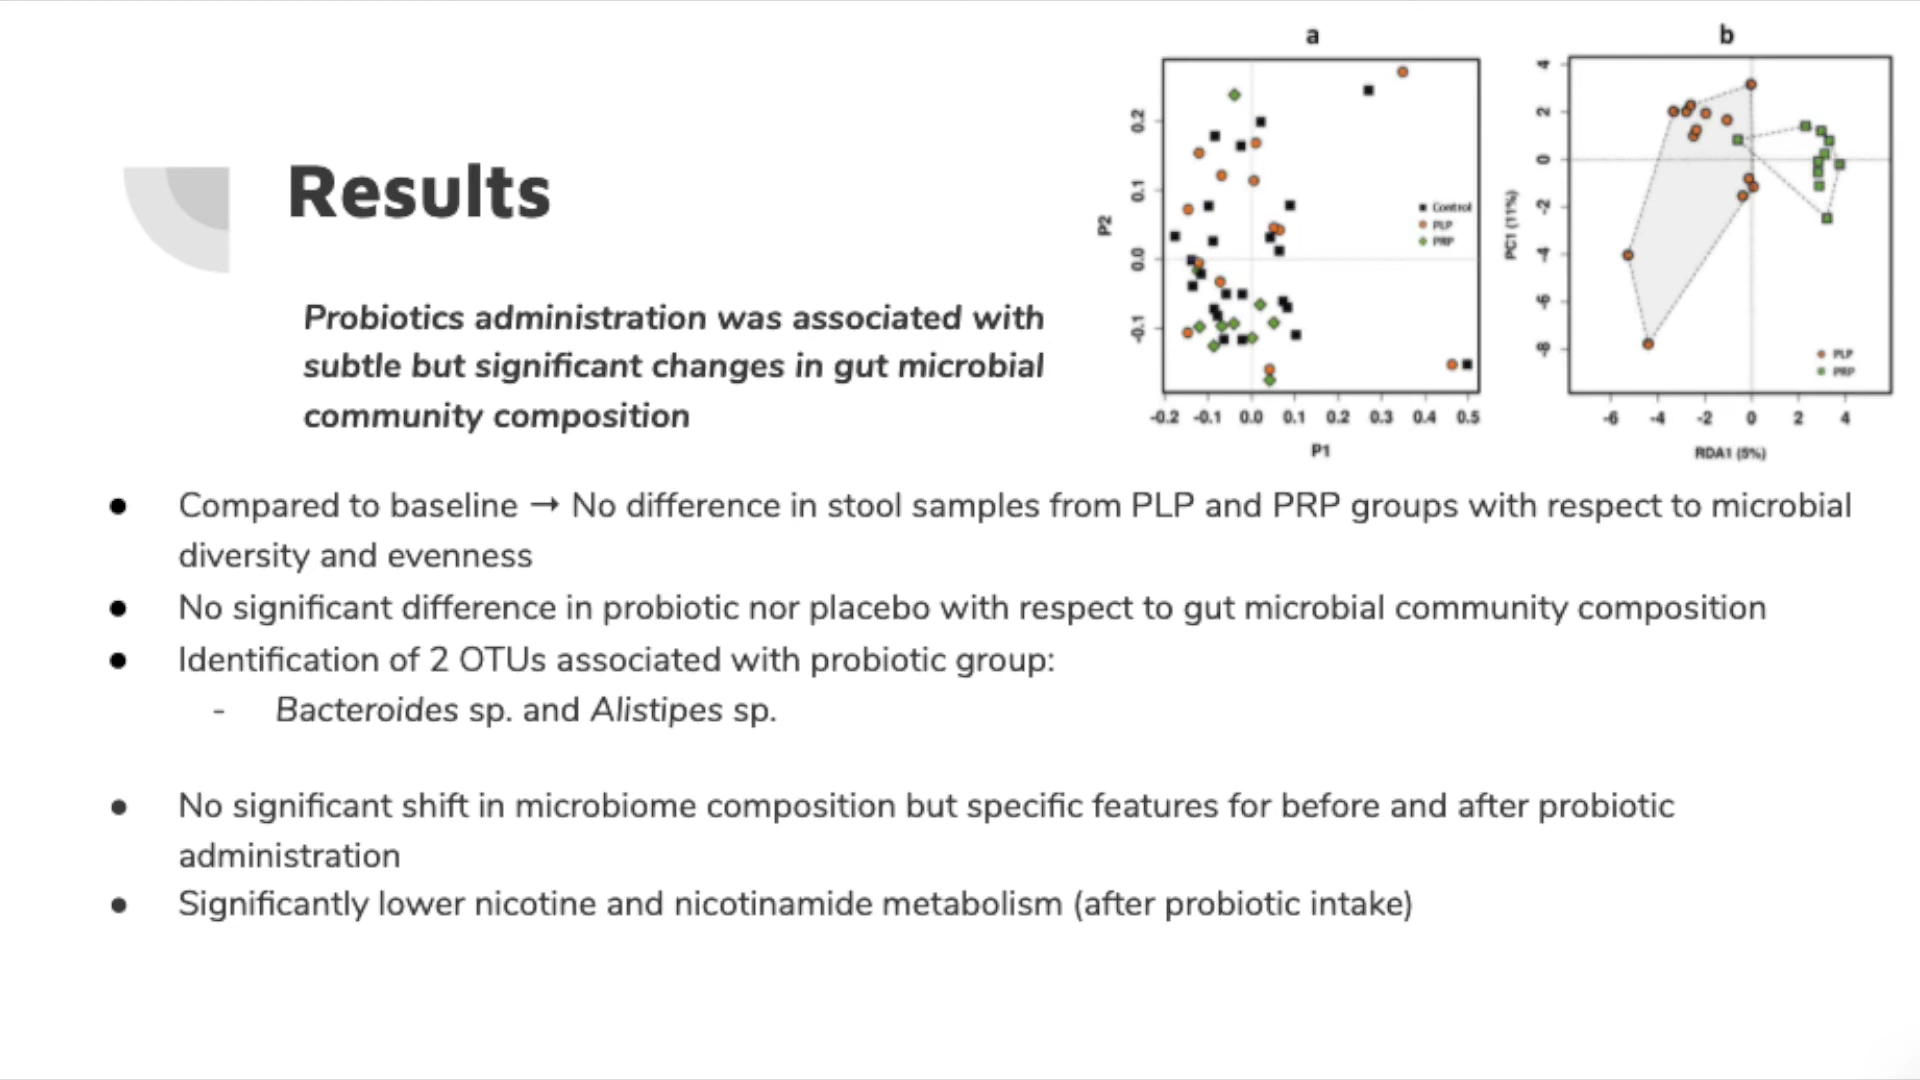 Results
Probiotics administration was associated with
subtle but significant changes in gut microbial
community composition
a
0.2
0.1
0.0
-0.1
P2
-0.2 -0.1 0.0 0.1 0.2 0.3 0.4 0.5
P1
Control
PLP
PRP
b
4
2
0
-2
-4
-6
-8
PC1 (11%)
-6 -4 -2 0 2 4
RDA1 (5%)
PLP
PRP
● Compared to baseline → No difference in stool samples from PLP and PRP groups with respect to microbial
diversity and evenness
● No significant difference in probiotic nor placebo with respect to gut microbial community composition
● Identification of 2 OTUs associated with probiotic group:
- Bacteroides sp. and Alistipes sp.
● No significant shift in microbiome composition but specific features for before and after probiotic
administration
● Significantly lower nicotine and nicotinamide metabolism (after probiotic intake)